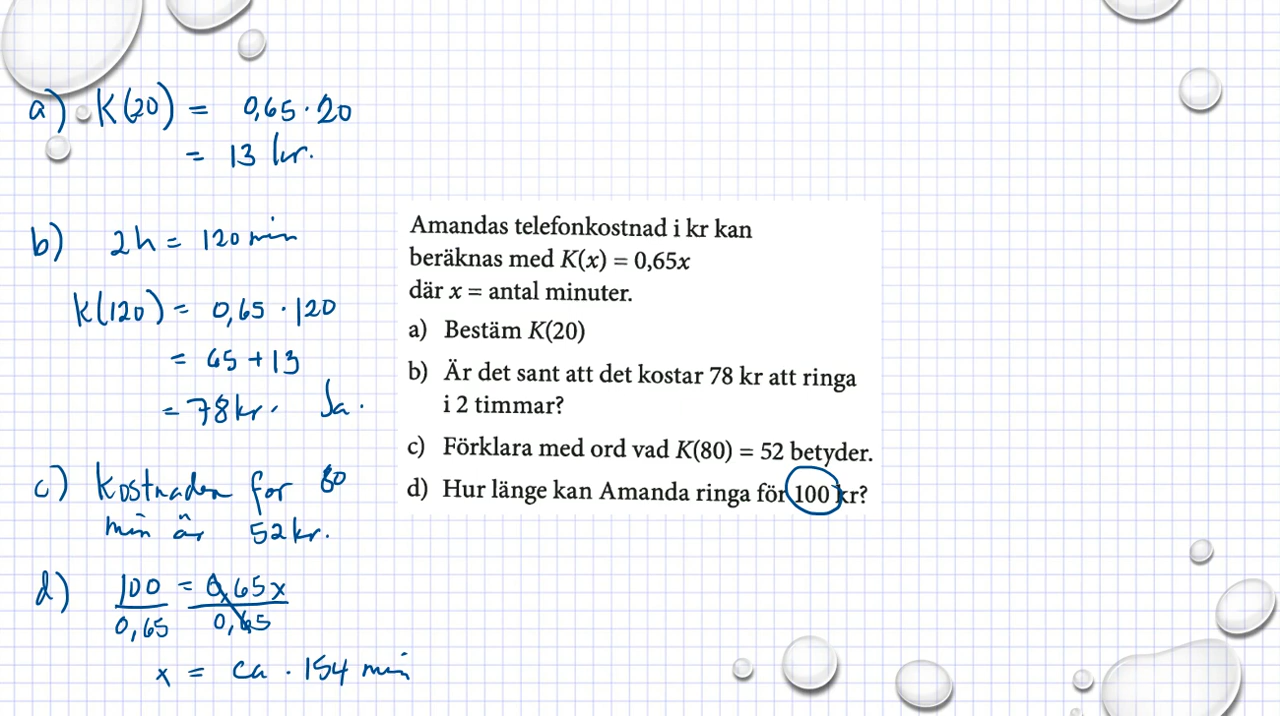 a) K(20) = 0,65 · 20
= 13 kr.
b) 2h = 120 min
K(120) = 0,65 · 120
= 65 + 13
= 78 kr. Ja.
c) Kostnaden for 80
min är 52 kr.
d) 100 = 0,65x
0,65 0,65
x = ca. 154 min
Amandas telefonkostnad i kr kan
beräknas med K(x) = 0,65x
där x = antal minuter.
a) Bestäm K(20)
b) Är det sant att det kostar 78 kr att ringa
i 2 timmar?
c) Förklara med ord vad K(80) = 52 betyder.
d) Hur länge kan Amanda ringa för 100 kr?